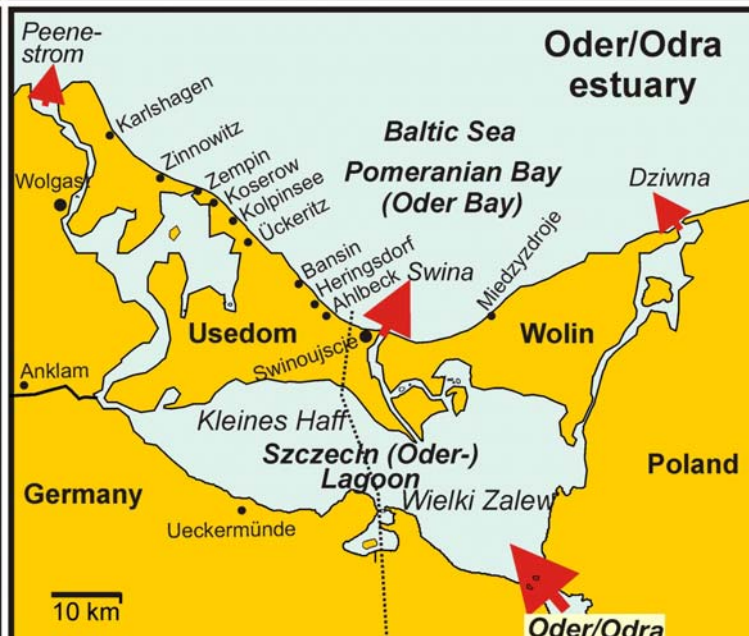 Peene-
strom
Oder/Odra
estuary
Karlshagen
Baltic Sea
Zinnowitz
Pomeranian Bay
(Oder Bay)
Dziwna
Wolgast
Zempin
Koserow
Kolpinsee
Ückeritz
Bansin
Heringsdorf
Ahlbeck
Swina
Miedzyzdroje
Usedom
Swinoujscie
Wolin
Anklam
Kleines Haff
Szczecin (Oder-)
Lagoon
Wielki Zalew
Poland
Germany
Ueckermünde
10 km
Oder/Odra